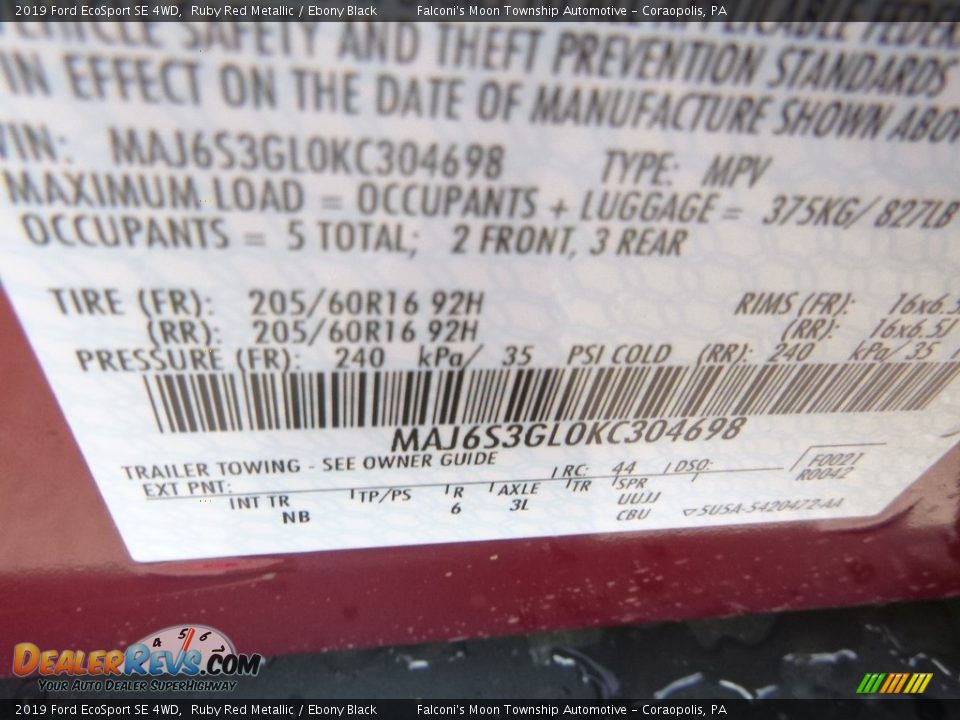 2019 Ford EcoSport SE 4WD, Ruby Red Metallic / Ebony Black Falconi's Moon Township Automotive - Coraopolis, PA
VEHICLE SAFETY AND THEFT PREVENTION STANDARDS
IN EFFECT ON THE DATE OF MANUFACTURE SHOWN
VIN: MAJ6S3GL0KC304698 TYPE: MPV
MAXIMUM LOAD = OCCUPANTS + LUGGAGE = 375KG/ 827LB
OCCUPANTS = 5 TOTAL; 2 FRONT, 3 REAR
TIRE (FR): 205/60R16 92H RIMS (FR): 16x6.5
(RR): 205/60R16 92H (RR): 16x6.5J
PRESSURE (FR): 240 kPa/ 35 PSI COLD (RR): 240 kPa/ 35
MAJ6S3GL0KC304698
TRAILER TOWING - SEE OWNER GUIDE
EXT PNT: RC: 44 DSO: F0021
R0042
INT TR TP/PS R AXLE TR SPR
NB 6 3L UUJJ
CBU 5U5A-5420472-AA
4 5 6
DEALERREVS.COM
YOUR AUTO DEALER SUPERHIGHWAY
2019 Ford EcoSport SE 4WD, Ruby Red Metallic / Ebony Black Falconi's Moon Township Automotive - Coraopolis, PA